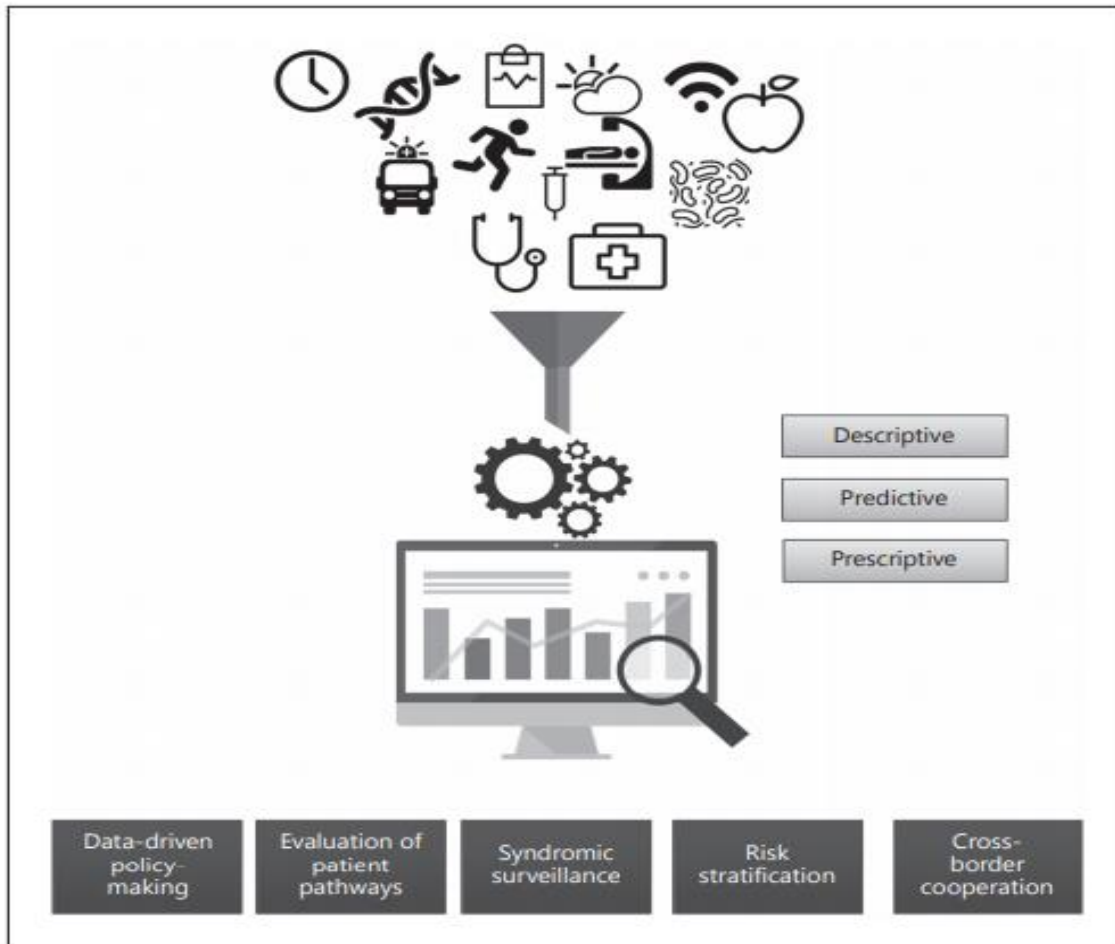 Descriptive
Predictive
Prescriptive
Data-driven
policy-
making
Evaluation of
patient
pathways
Syndromic
surveillance
Risk
stratification
Cross-
border
cooperation